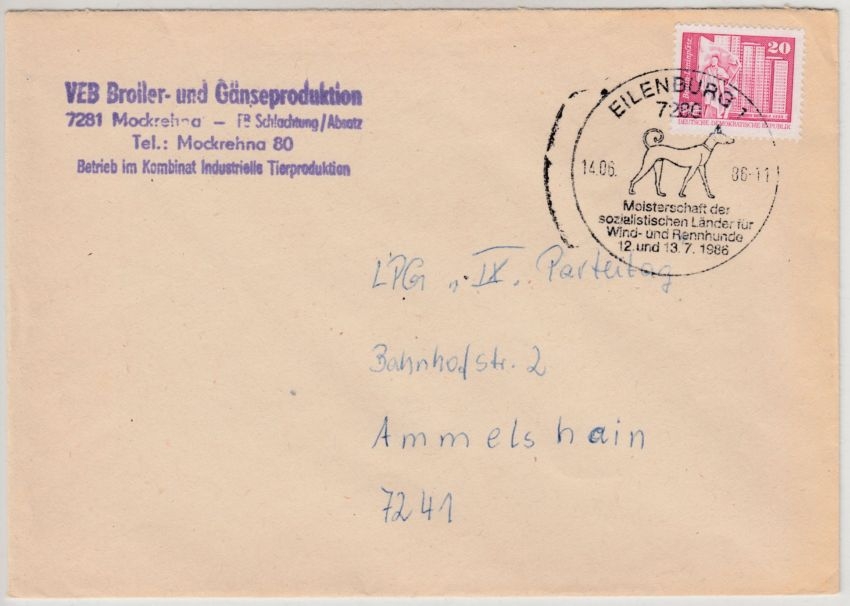 VEB Broiler- und Gänseproduktion
7281 Mockrehna – FB Schlachtung/Absatz
Tel.: Mockrehna 80
Betrieb im Kombinat Industrielle Tierproduktion
20
DEUTSCHE DEMOKRATISCHE REPUBLIK
EILENBURG 1
7280
14.06. 86-11
Meisterschaft der
sozialistischen Länder für
Wind- und Rennhunde
12. und 13. 7. 1986
LPG „IX. Parteitag
Bahnhofstr. 2
Ammelshain
7241